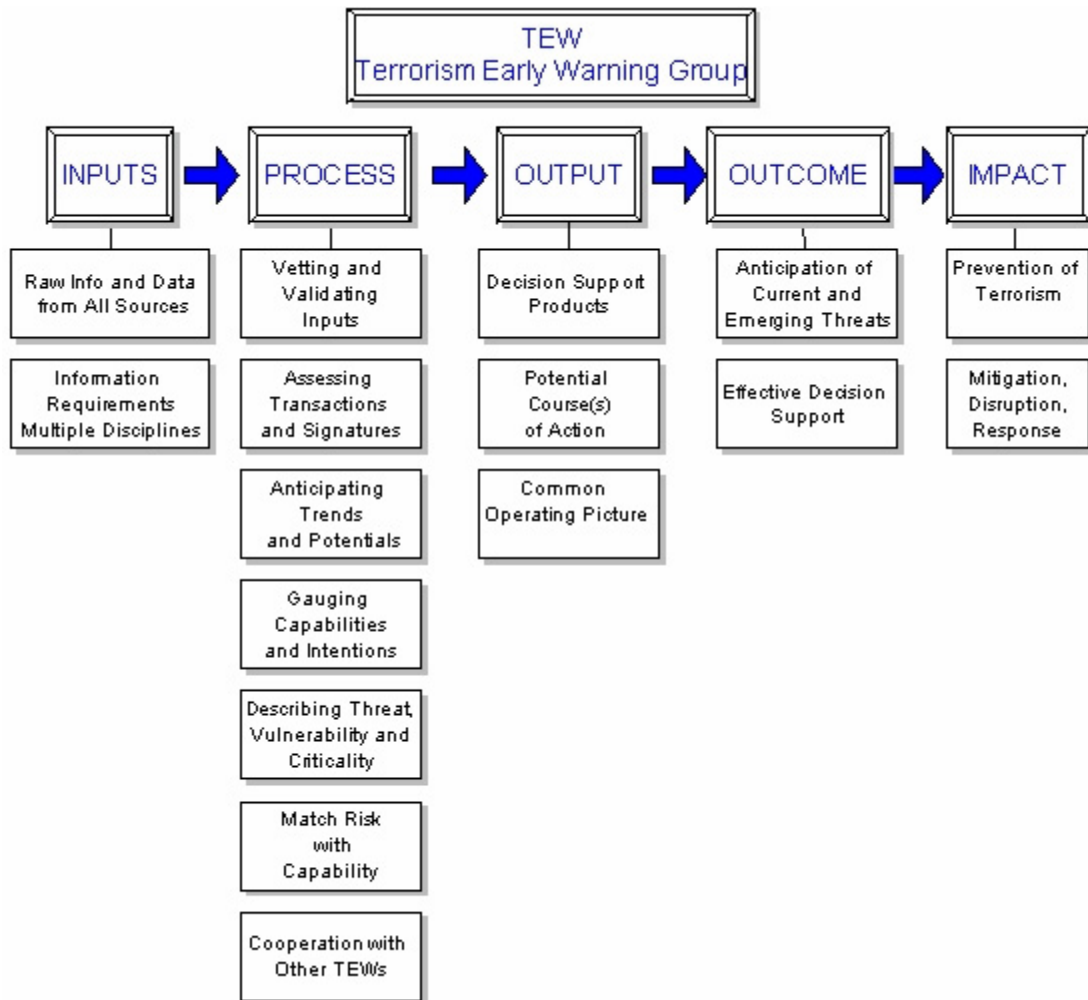 TEW
Terrorism Early Warning Group
INPUTS
PROCESS
OUTPUT
OUTCOME
IMPACT
Raw Info and Data
from All Sources
Information
Requirements
Multiple Disciplines
Vetting and
Validating
Inputs
Assessing
Transactions
and Signatures
Anticipating
Trends
and Potentials
Gauging
Capabilities
and Intentions
Describing Threat,
Vulnerability and
Criticality
Match Risk
with
Capability
Cooperation with
Other TEWs
Decision Support
Products
Potential
Course(s)
of Action
Common
Operating Picture
Anticipation of
Current and
Emerging Threats
Effective Decision
Support
Prevention of
Terrorism
Mitigation,
Disruption,
Response